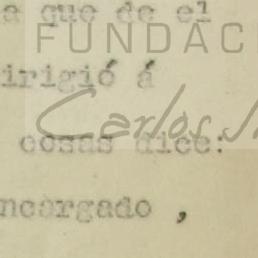 a que de el
FUNDAC
irigió á
Carlos
cosas dice:
ncargado ,